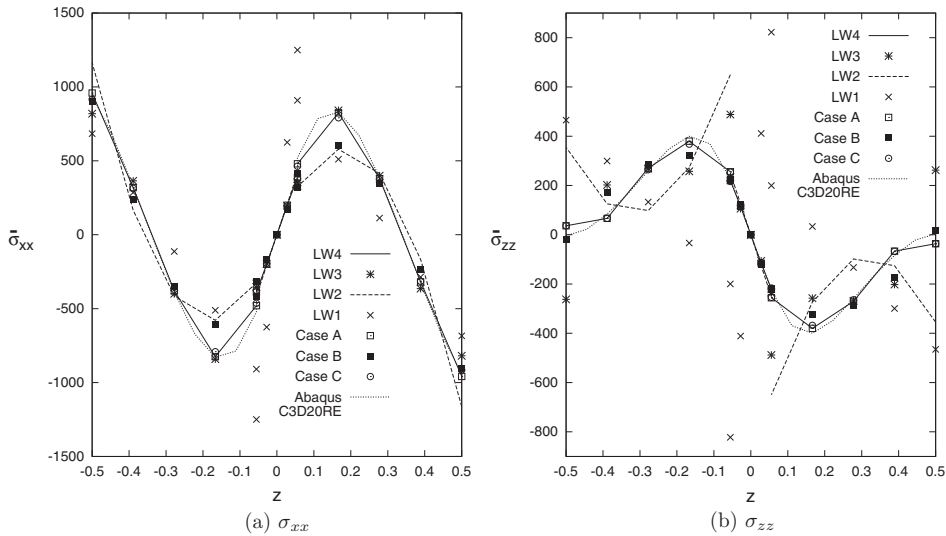 1500
1000
500
0
-500
-1000
-1500
σ̿xx
LW4
LW3
LW2
LW1
Case A
Case B
Case C
Abaqus
C3D20RE
-0.5 -0.4 -0.3 -0.2 -0.1 0 0.1 0.2 0.3 0.4 0.5
z
(a) σxx
800
600
400
200
0
-200
-400
-600
-800
σ̿zz
LW4
LW3
LW2
LW1
Case A
Case B
Case C
Abaqus
C3D20RE
-0.5 -0.4 -0.3 -0.2 -0.1 0 0.1 0.2 0.3 0.4 0.5
z
(b) σzz